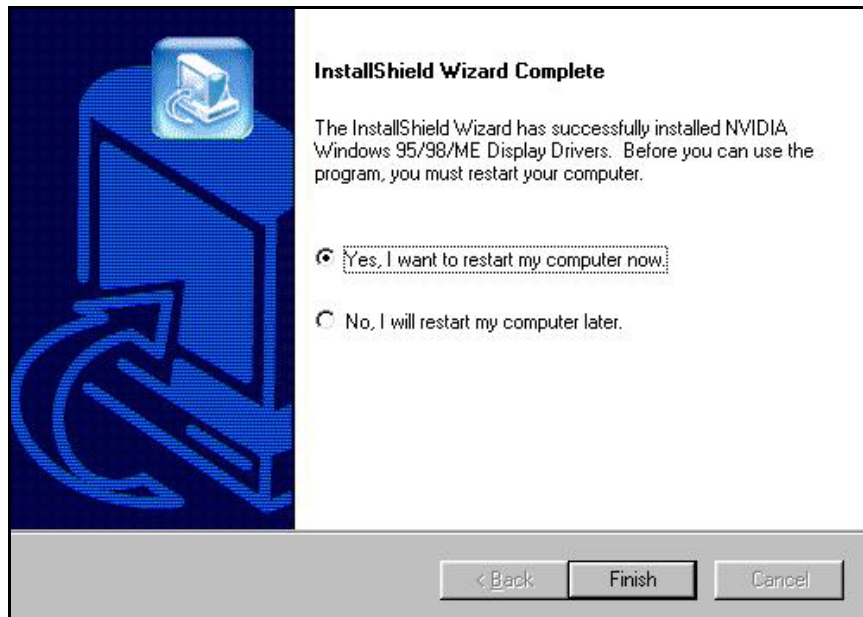 InstallShield Wizard Complete
The InstallShield Wizard has successfully installed NVIDIA
Windows 95/98/ME Display Drivers.  Before you can use the
program, you must restart your computer.
Yes, I want to restart my computer now.
No, I will restart my computer later.
< Back Finish Cancel